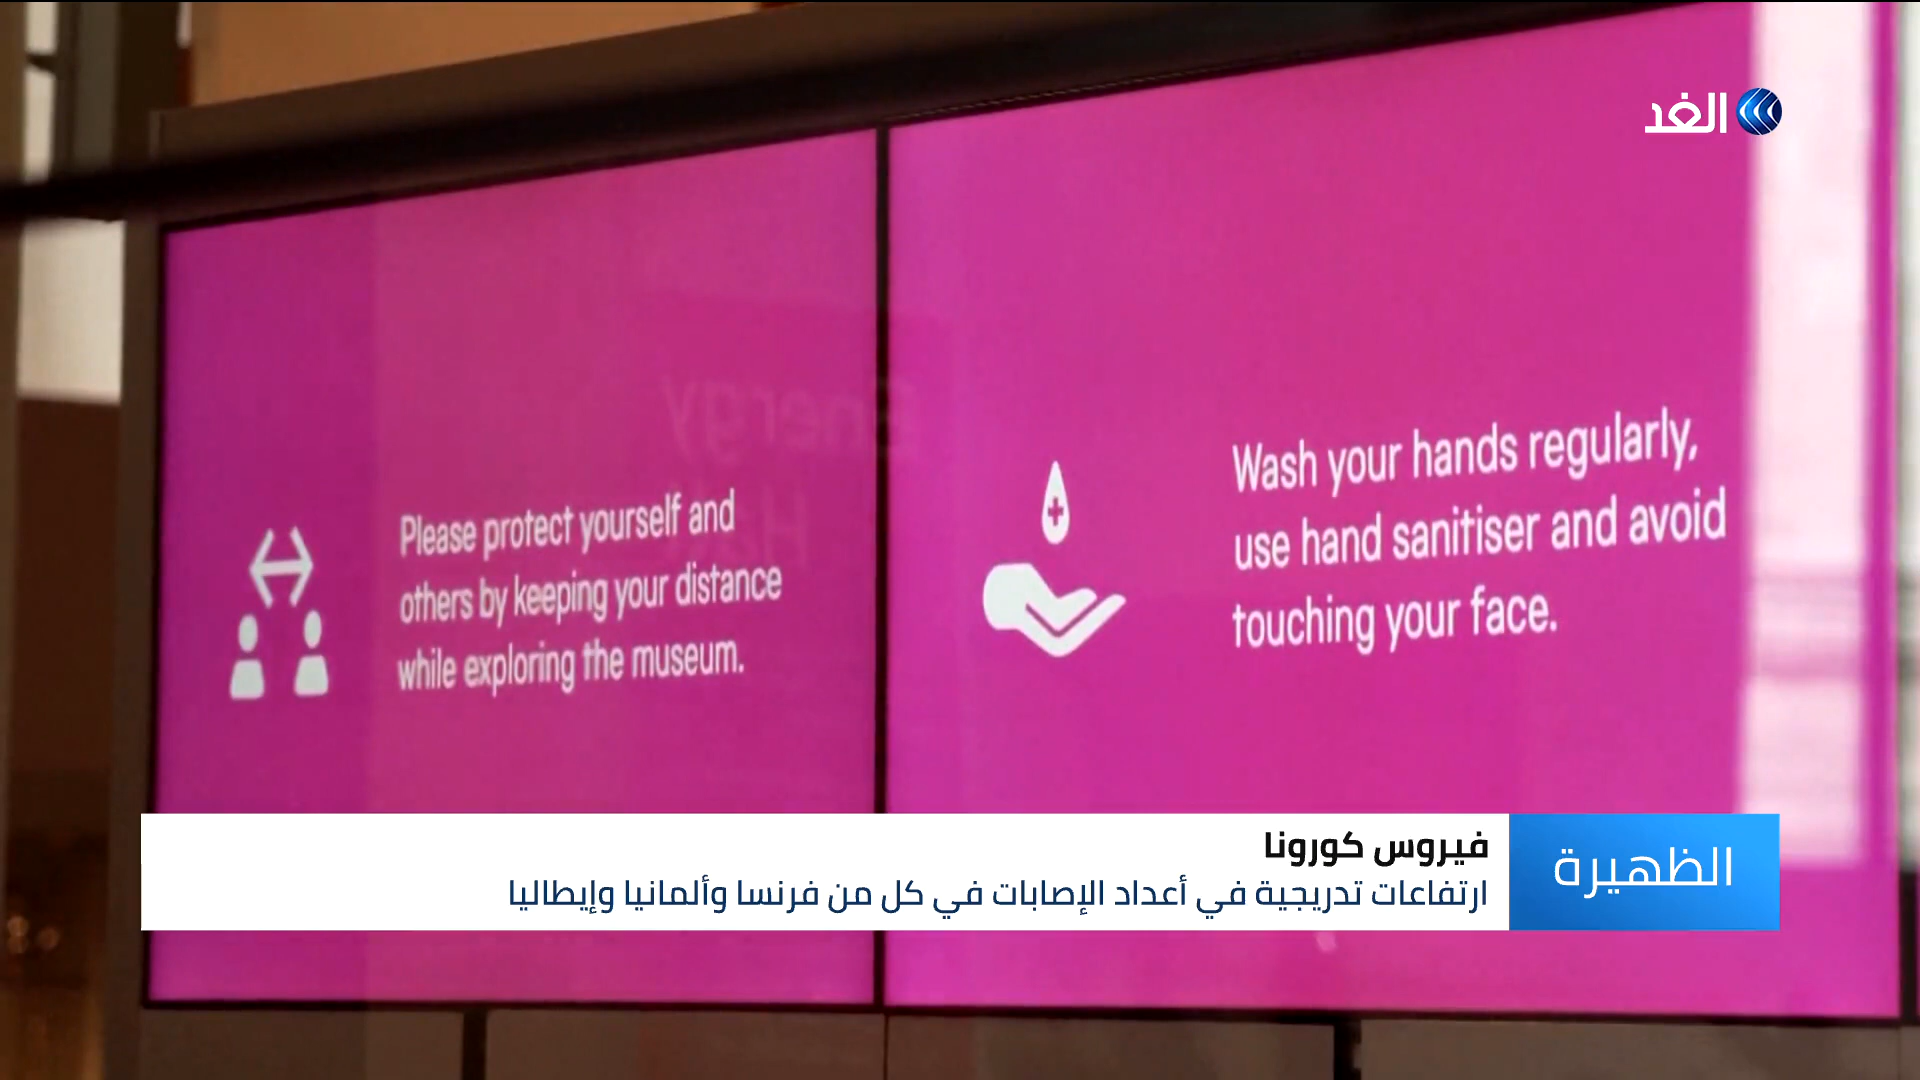 الغد
Please protect yourself and
others by keeping your distance
while exploring the museum.
Wash your hands regularly,
use hand sanitiser and avoid
touching your face.
Energy
الظهيرة
فيروس كورونا
ارتفاعات تدريجية في أعداد الإصابات في كل من فرنسا وألمانيا وإيطاليا